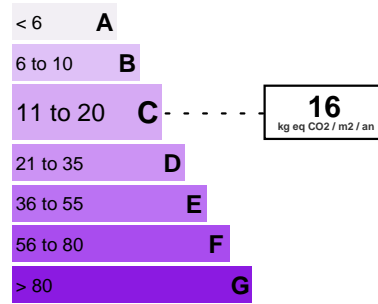 < 6 A
6 to 10 B
11 to 20 C
16
kg eq CO2 / m2 / an
21 to 35 D
36 to 55 E
56 to 80 F
> 80 G